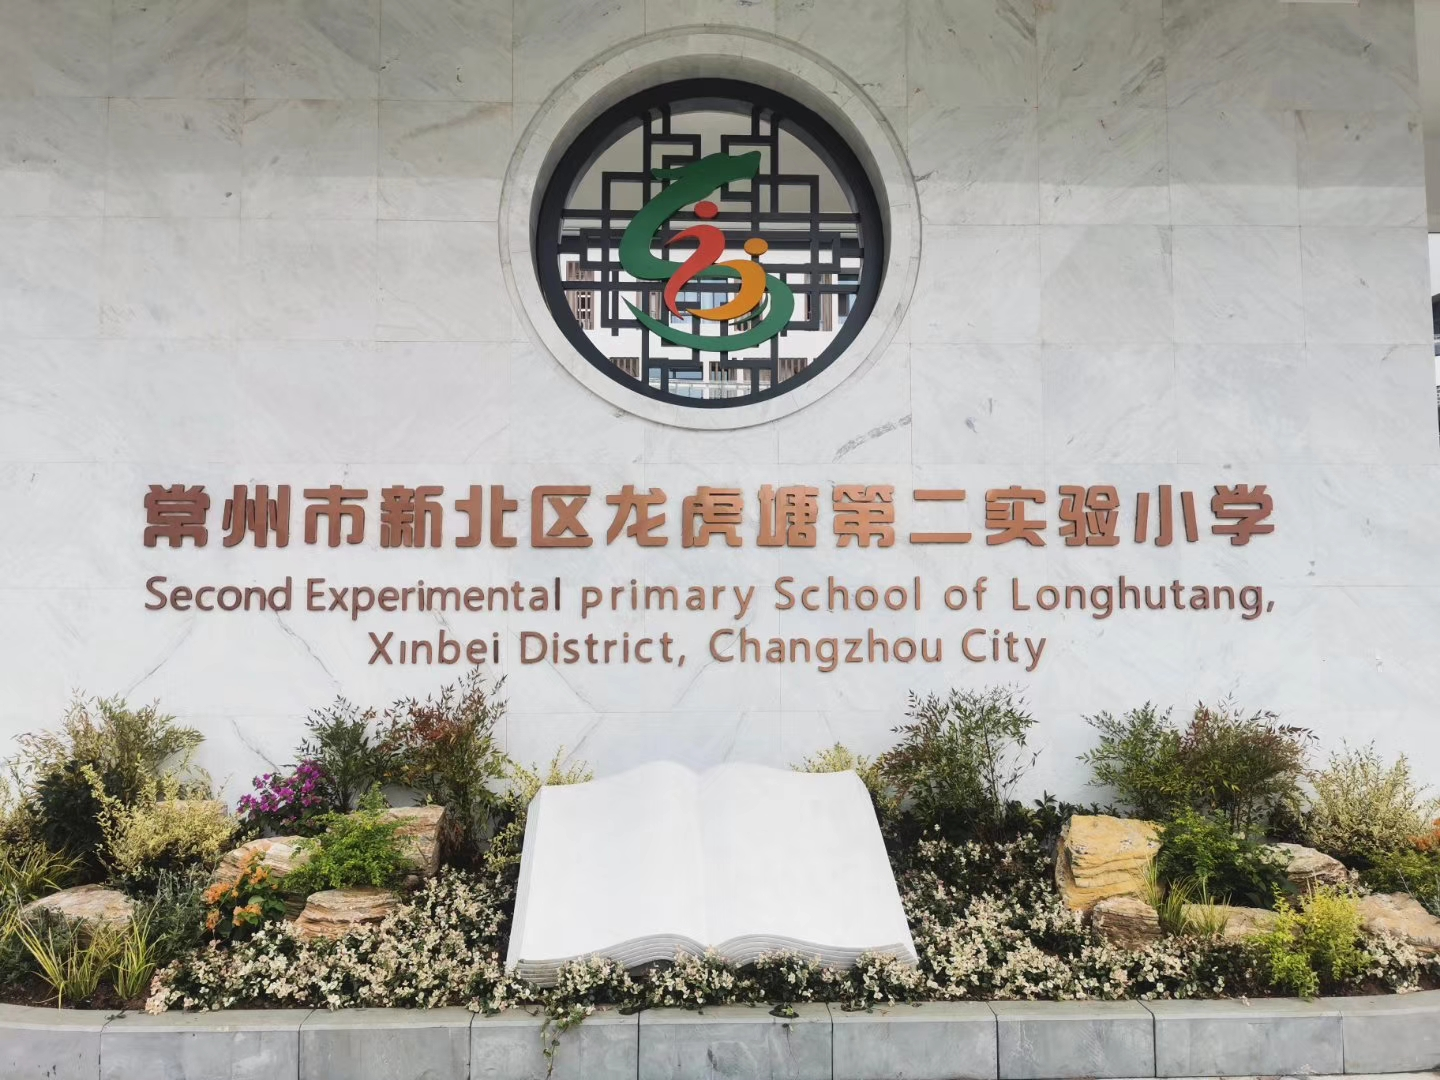 常州市新北区龙虎塘第二实验小学
Second Experimental primary School of Longhutang,
Xinbei District, Changzhou City